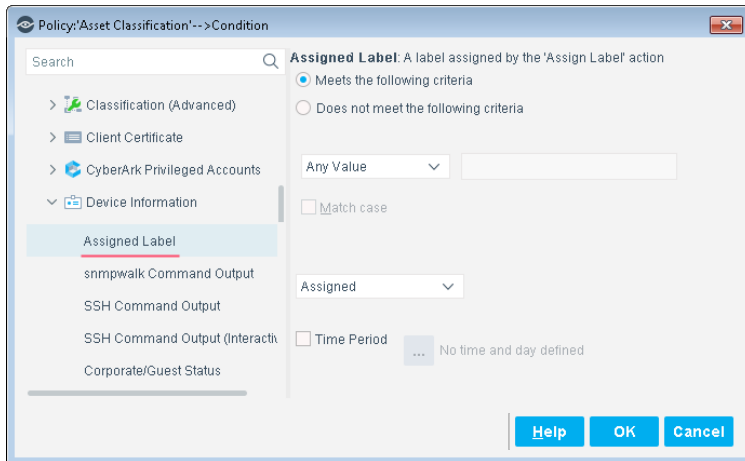 Policy:'Asset Classification'-->Condition
Search
Classification (Advanced)
Client Certificate
CyberArk Privileged Accounts
Device Information
Assigned Label
snmpwalk Command Output
SSH Command Output
SSH Command Output (Interactiv
Corporate/Guest Status
Assigned Label: A label assigned by the 'Assign Label' action
Meets the following criteria
Does not meet the following criteria
Any Value
Match case
Assigned
Time Period
... No time and day defined
Help OK Cancel